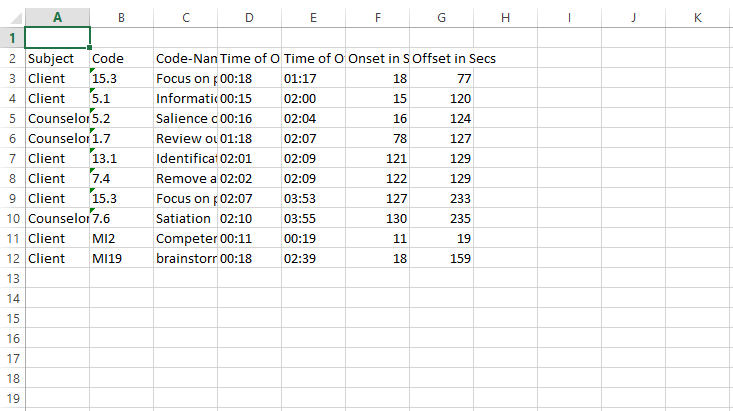 A B C D E F G H I J K
1
2 Subject Code Code-Nan Time of O Time of O Onset in S Offset in Secs
3 Client 15.3 Focus on p 00:18 01:17 18 77
4 Client 5.1 Informatic 00:15 02:00 15 120
5 Counselor 5.2 Salience o 00:16 02:04 16 124
6 Counselor 1.7 Review ou 01:18 02:07 78 127
7 Client 13.1 Identificat 02:01 02:09 121 129
8 Client 7.4 Remove a 02:02 02:09 122 129
9 Client 15.3 Focus on p 02:07 03:53 127 233
10 Counselor 7.6 Satiation 02:10 03:55 130 235
11 Client MI2 Competen 00:11 00:19 11 19
12 Client MI19 brainstorm 00:18 02:39 18 159
13
14
15
16
17
18
19